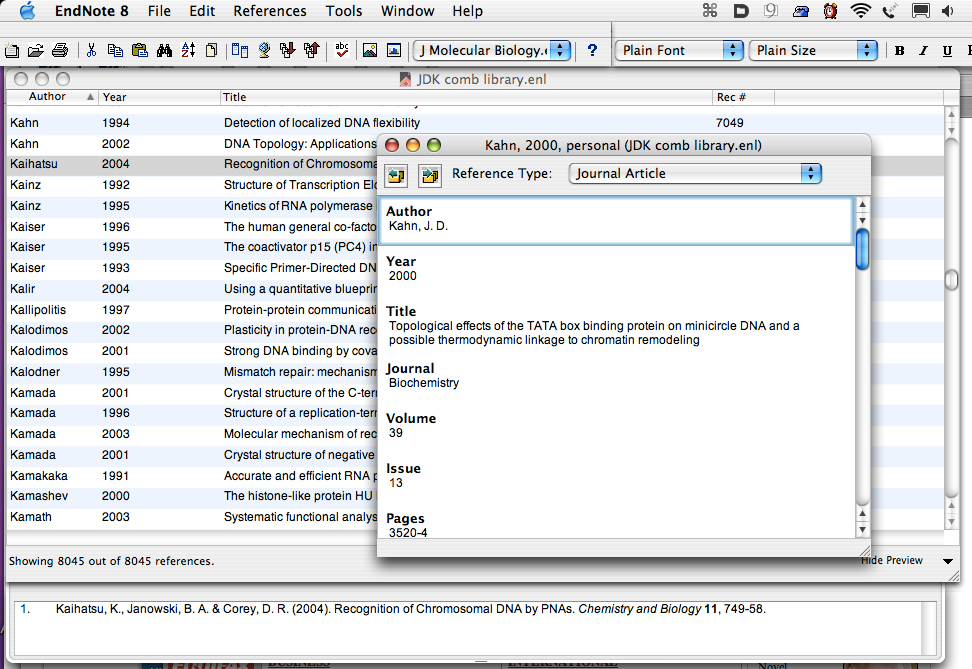 EndNote 8 File Edit References Tools Window Help
J Molecular Biology. Plain Font Plain Size B I U
JDK comb library.enl
Author Year Title Rec #
Kahn 1994 Detection of localized DNA flexibility 7049
Kahn 2002 DNA Topology: Applications
Kaihatsu 2004 Recognition of Chromosoma
Kainz 1992 Structure of Transcription Elo
Kainz 1995 Kinetics of RNA polymerase
Kaiser 1996 The human general co-facto
Kaiser 1995 The coactivator p15 (PC4) in
Kaiser 1993 Specific Primer-Directed DN
Kalir 2004 Using a quantitative blueprin
Kallipolitis 1997 Protein-protein communicati
Kalodimos 2002 Plasticity in protein-DNA rec
Kalodimos 2001 Strong DNA binding by cova
Kalodner 1995 Mismatch repair: mechanism
Kamada 2001 Crystal structure of the C-ter
Kamada 1996 Structure of a replication-ter
Kamada 2003 Molecular mechanism of rec
Kamada 2001 Crystal structure of negative
Kamakaka 1991 Accurate and efficient RNA p
Kamashev 2000 The histone-like protein HU
Kamath 2003 Systematic functional analys
Kahn, 2000, personal (JDK comb library.enl)
Reference Type: Journal Article
Author
Kahn, J. D.
Year
2000
Title
Topological effects of the TATA box binding protein on minicircle DNA and a
possible thermodynamic linkage to chromatin remodeling
Journal
Biochemistry
Volume
39
Issue
13
Pages
3520-4
Showing 8045 out of 8045 references. Hide Preview
1. Kaihatsu, K., Janowski, B. A. & Corey, D. R. (2004). Recognition of Chromosomal DNA by PNAs. Chemistry and Biology 11, 749-58.
BUSINESS INTERNATIONAL Novel